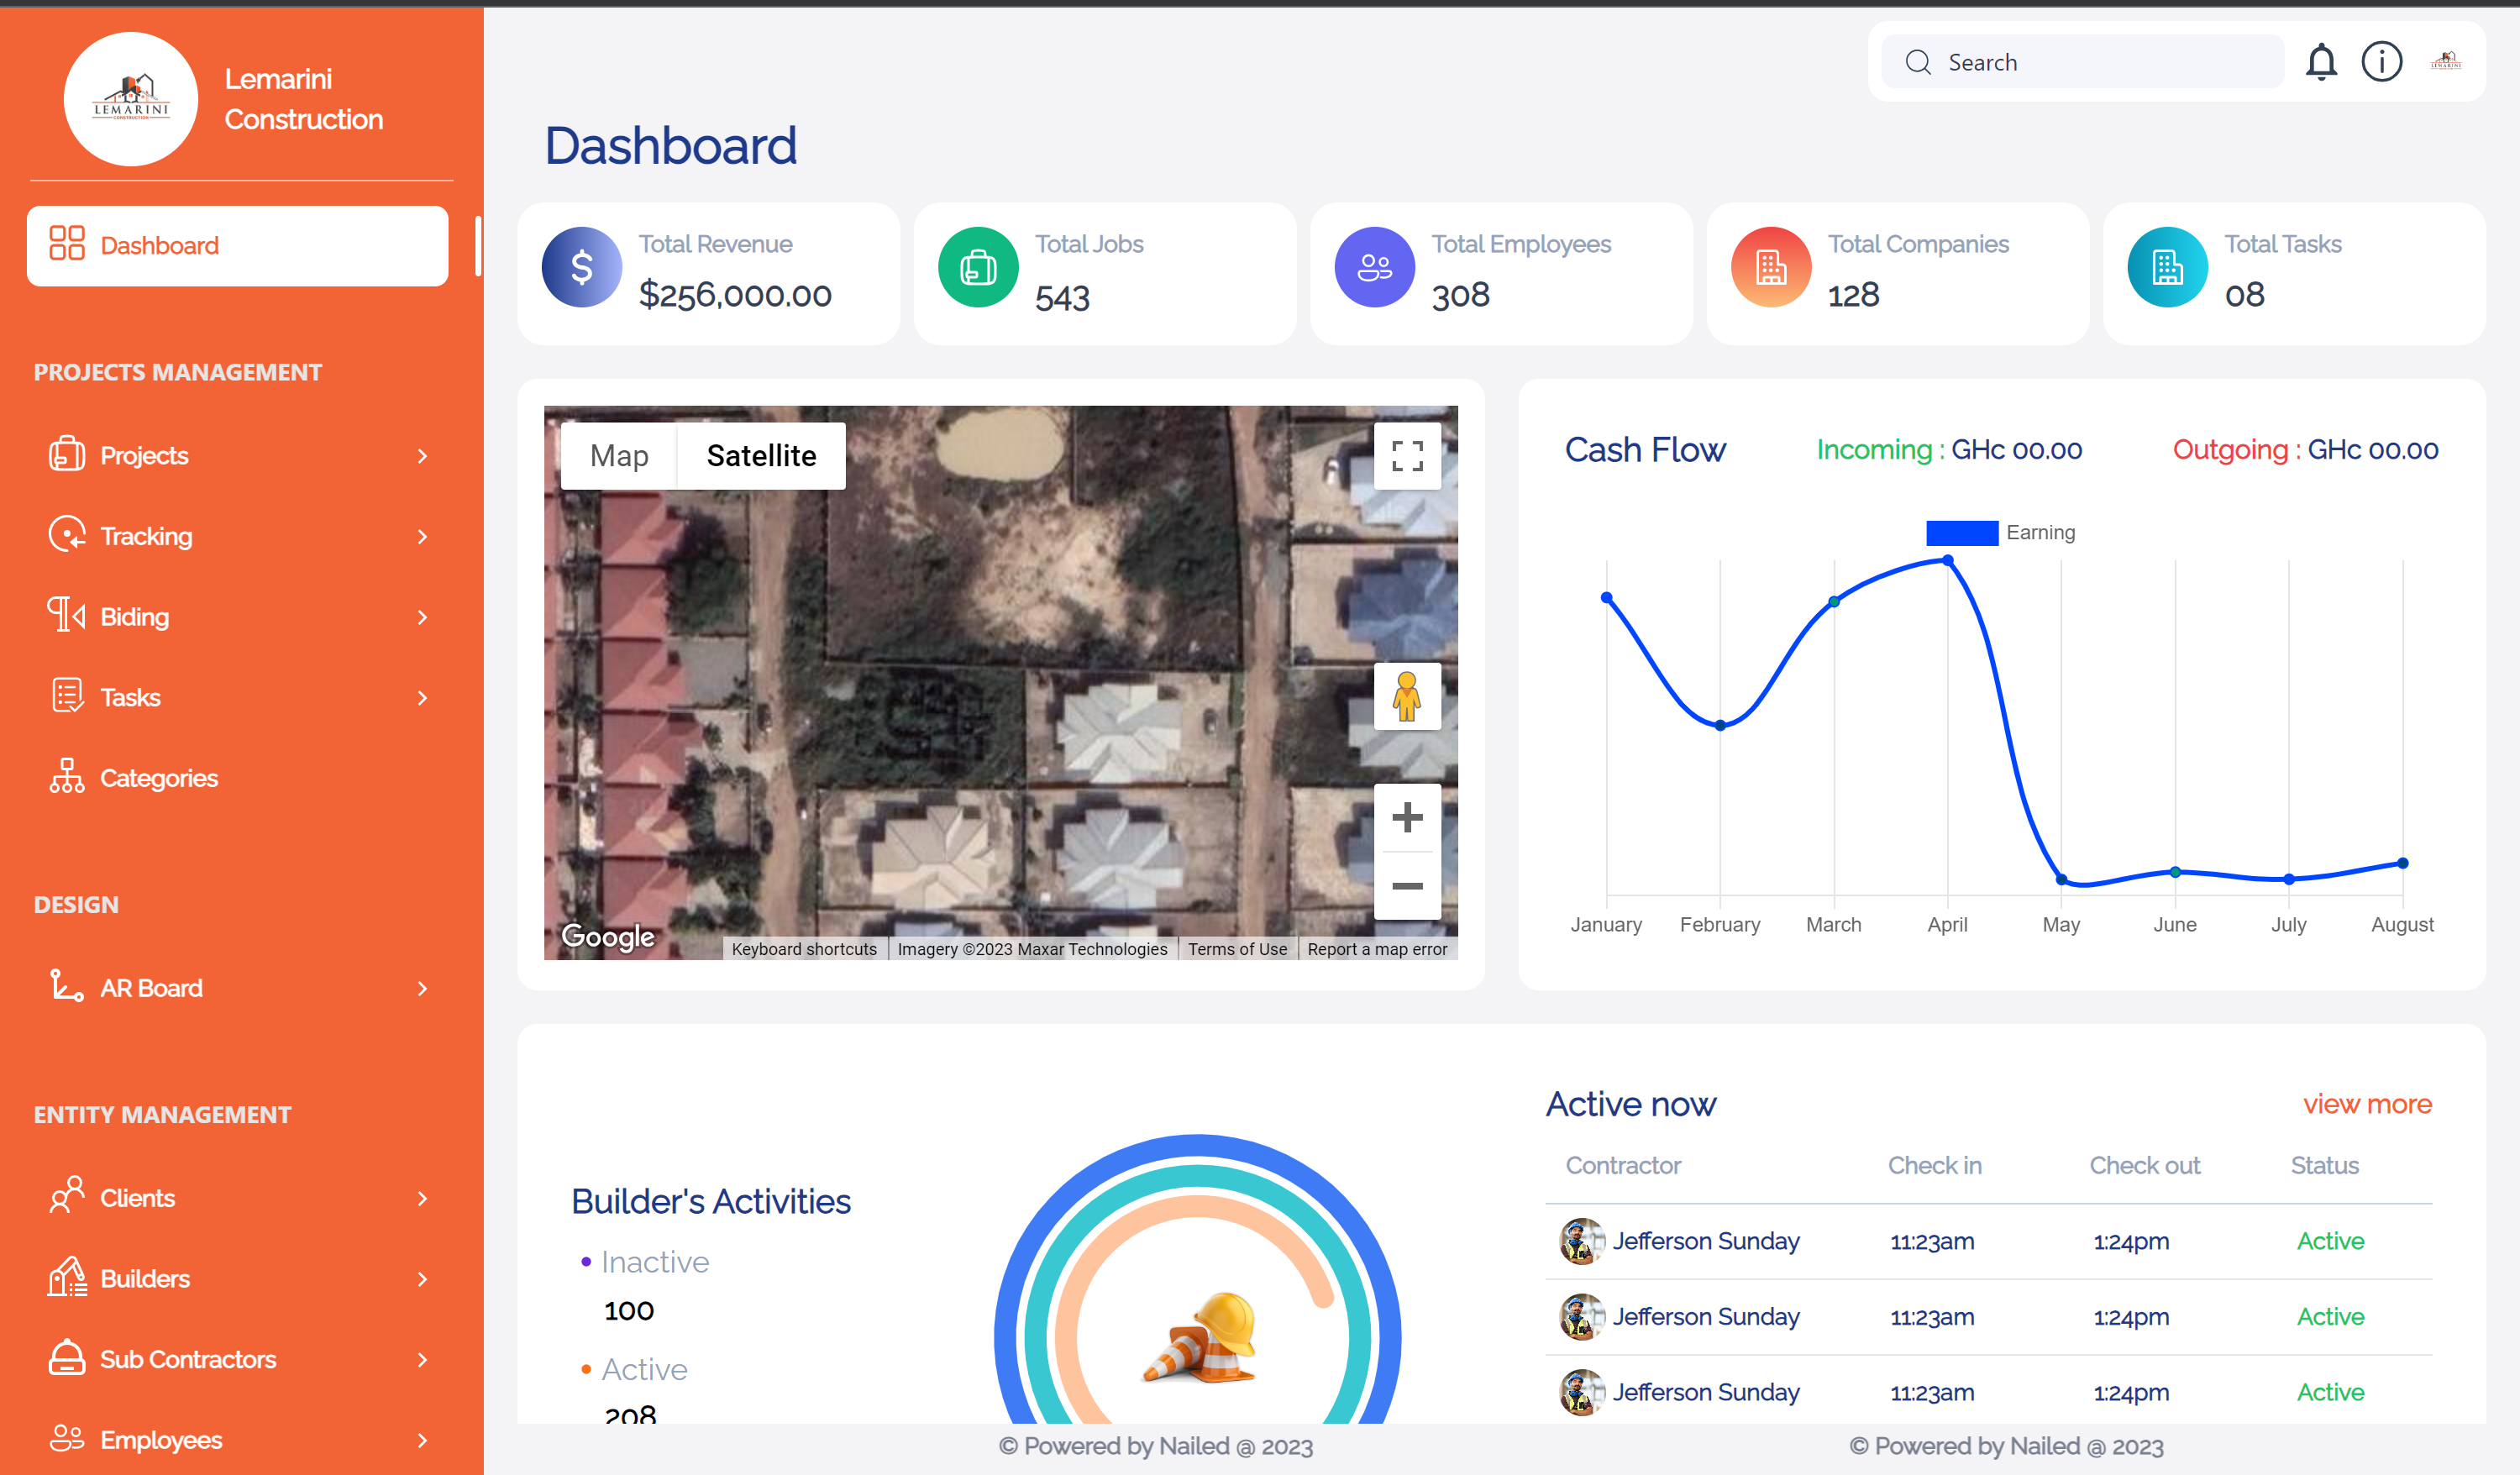 LEMARINI
CONSTRUCTION
Lemarini
Construction
Dashboard
PROJECTS MANAGEMENT
Projects
Tracking
Biding
Tasks
Categories
DESIGN
AR Board
ENTITY MANAGEMENT
Clients
Builders
Sub Contractors
Employees
Search
LEMARINI
Dashboard
Total Revenue
$256,000.00
Total Jobs
543
Total Employees
308
Total Companies
128
Total Tasks
08
Map
Satellite
Google
Keyboard shortcuts
Imagery ©2023 Maxar Technologies
Terms of Use
Report a map error
Cash Flow
Incoming : GHc 00.00
Outgoing : GHc 00.00
Earning
January February March April May June July August
Builder's Activities
Inactive
100
Active
208
Active now
view more
Contractor Check in Check out Status
Jefferson Sunday 11:23am 1:24pm Active
Jefferson Sunday 11:23am 1:24pm Active
Jefferson Sunday 11:23am 1:24pm Active
© Powered by Nailed @ 2023
© Powered by Nailed @ 2023